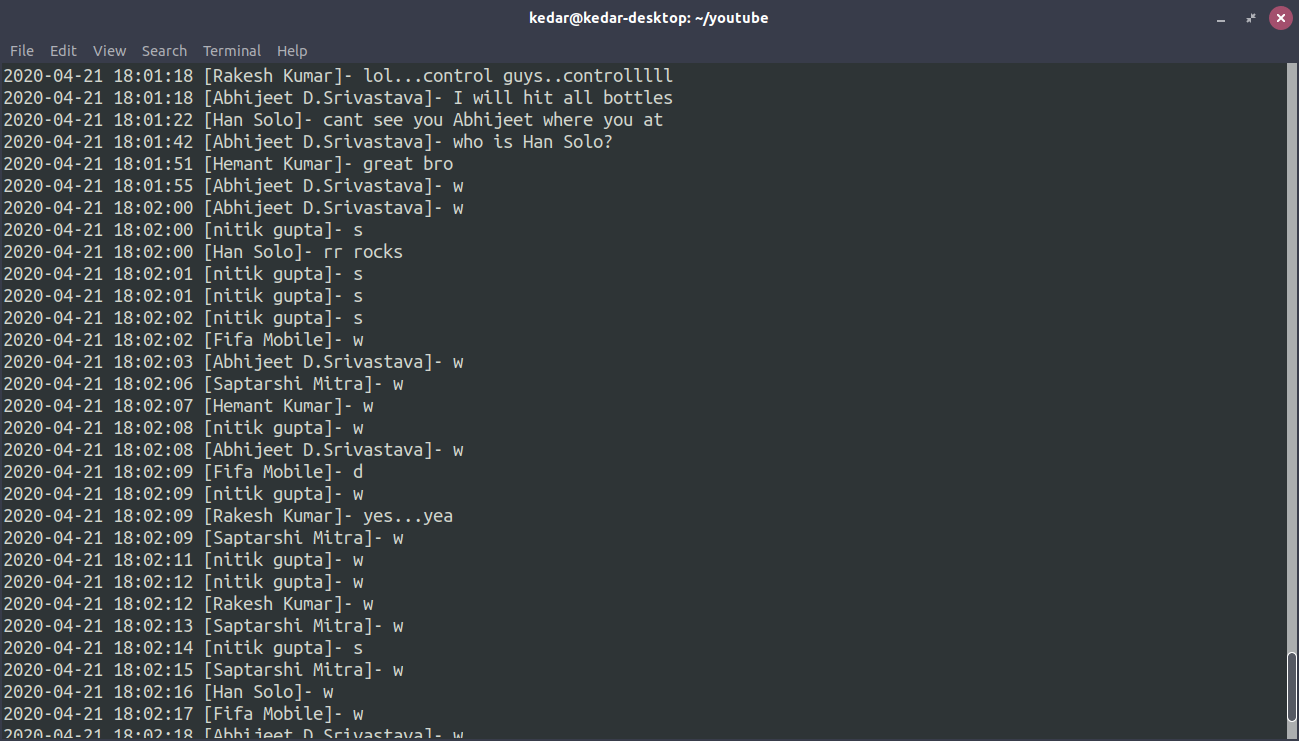 kedar@kedar-desktop: ~/youtube
File Edit View Search Terminal Help
2020-04-21 18:01:18 [Rakesh Kumar]- lol...control guys..controlllll
2020-04-21 18:01:18 [Abhijeet D.Srivastava]- I will hit all bottles
2020-04-21 18:01:22 [Han Solo]- cant see you Abhijeet where you at
2020-04-21 18:01:42 [Abhijeet D.Srivastava]- who is Han Solo?
2020-04-21 18:01:51 [Hemant Kumar]- great bro
2020-04-21 18:01:55 [Abhijeet D.Srivastava]- w
2020-04-21 18:02:00 [Abhijeet D.Srivastava]- w
2020-04-21 18:02:00 [nitik gupta]- s
2020-04-21 18:02:00 [Han Solo]- rr rocks
2020-04-21 18:02:01 [nitik gupta]- s
2020-04-21 18:02:01 [nitik gupta]- s
2020-04-21 18:02:02 [nitik gupta]- s
2020-04-21 18:02:02 [Fifa Mobile]- w
2020-04-21 18:02:03 [Abhijeet D.Srivastava]- w
2020-04-21 18:02:06 [Saptarshi Mitra]- w
2020-04-21 18:02:07 [Hemant Kumar]- w
2020-04-21 18:02:08 [nitik gupta]- w
2020-04-21 18:02:08 [Abhijeet D.Srivastava]- w
2020-04-21 18:02:09 [Fifa Mobile]- d
2020-04-21 18:02:09 [nitik gupta]- w
2020-04-21 18:02:09 [Rakesh Kumar]- yes...yea
2020-04-21 18:02:09 [Saptarshi Mitra]- w
2020-04-21 18:02:11 [nitik gupta]- w
2020-04-21 18:02:12 [nitik gupta]- w
2020-04-21 18:02:12 [Rakesh Kumar]- w
2020-04-21 18:02:13 [Saptarshi Mitra]- w
2020-04-21 18:02:14 [nitik gupta]- s
2020-04-21 18:02:15 [Saptarshi Mitra]- w
2020-04-21 18:02:16 [Han Solo]- w
2020-04-21 18:02:17 [Fifa Mobile]- w
2020-04-21 18:02:18 [Abhijeet D.Srivastava]- w